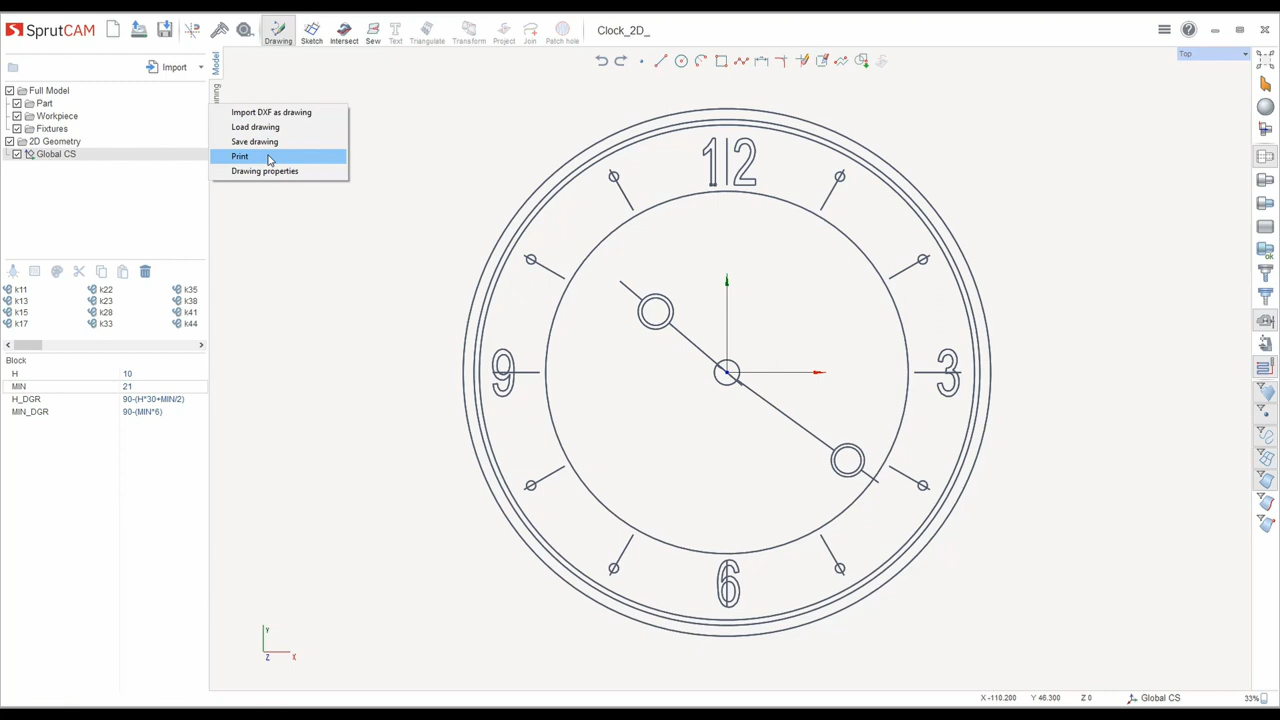 SprutCAM
Drawing
Sketch
Intersect
Sew
Text
Triangulate
Transform
Project
Join
Patch hole
Clock_2D_
Import
Model
Top
Full Model
Part
Workpiece
Fixtures
2D Geometry
Global CS
Import DXF as drawing
Load drawing
Save drawing
Print
Drawing properties
k11 k22 k35
k13 k23 k38
k15 k28 k41
k17 k33 k44
Block
H 10
MIN 21
H_DGR 90-(H*30+MIN/2)
MIN_DGR 90-(MIN*6)
12
9
3
6
Y
Z X
ok
X -110.200 Y 46.300 Z 0 Global CS 33%